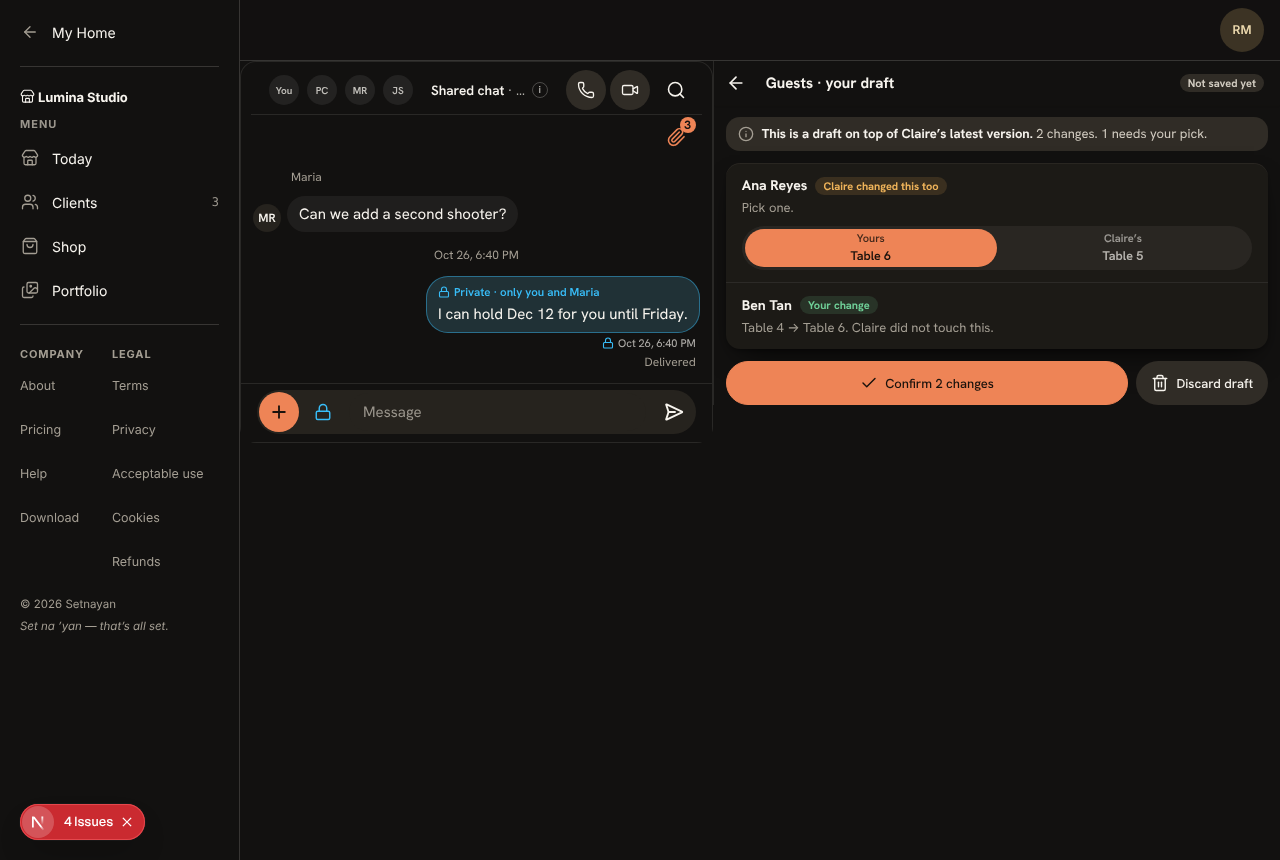 My Home
Lumina Studio
MENU
Today
Clients 3
Shop
Portfolio
COMPANY
About
Pricing
Help
Download
LEGAL
Terms
Privacy
Acceptable use
Cookies
Refunds
© 2026 Setnayan
Set na 'yan — that's all set.
N 4 Issues
RM
You PC MR JS Shared chat · ...
3
Maria
MR Can we add a second shooter?
Oct 26, 6:40 PM
Private · only you and Maria
I can hold Dec 12 for you until Friday.
Oct 26, 6:40 PM
Delivered
Message
Guests · your draft Not saved yet
This is a draft on top of Claire’s latest version. 2 changes. 1 needs your pick.
Ana Reyes Claire changed this too
Pick one.
Yours
Table 6
Claire’s
Table 5
Ben Tan Your change
Table 4 → Table 6. Claire did not touch this.
Confirm 2 changes
Discard draft